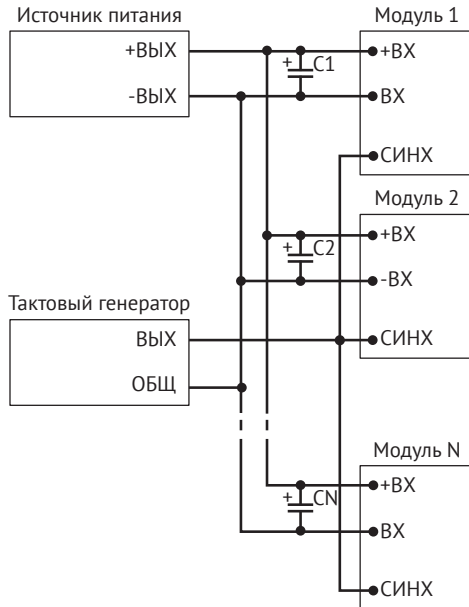 Источник питания
+ВЫХ
-ВЫХ
Модуль 1
+ВХ
ВХ
СИНХ
+ C1
Модуль 2
+ВХ
-ВХ
СИНХ
+ C2
Тактовый генератор
ВЫХ
ОБЩ
Модуль N
+ВХ
ВХ
СИНХ
+ CN